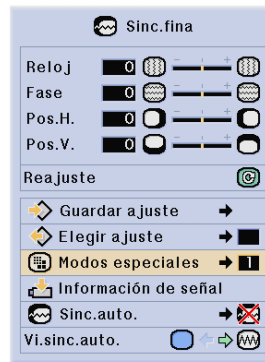 Sinc.fina
Reloj 0
Fase 0
Pos.H. 0
Pos.V. 0
Reajuste
Guardar ajuste
Elegir ajuste
Modos especiales 1
Información de señal
Sinc.auto.
Vi.sinc.auto.